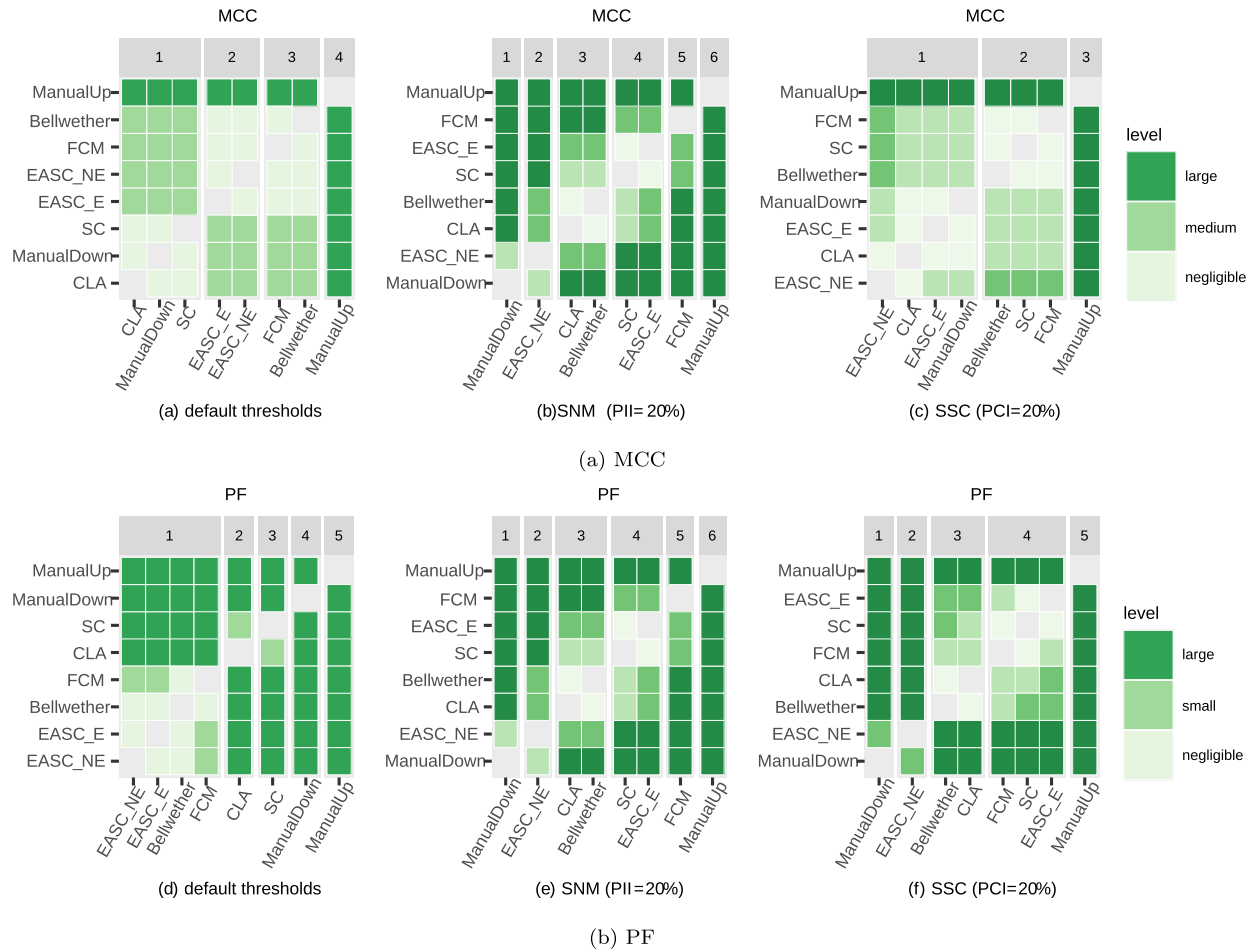 MCC
MCC
MCC
1 2 3 4
1 2 3 4 5 6
1 2 3
ManualUp
Bellwether
FCM
EASC_NE
EASC_E
SC
ManualDown
CLA
CLA
ManualDown
SC
EASC_E
EASC_NE
FCM
Bellwether
ManualUp
(a) default thresholds
ManualUp
FCM
EASC_E
SC
Bellwether
CLA
EASC_NE
ManualDown
ManualDown
EASC_NE
CLA
Bellwether
SC
EASC_E
FCM
ManualUp
(b)SNM (PII= 20%)
ManualUp
FCM
SC
Bellwether
ManualDown
EASC_E
CLA
EASC_NE
EASC_NE
CLA
EASC_E
ManualDown
Bellwether
SC
FCM
ManualUp
(c) SSC (PCI=20%)
level
large
medium
negligible
(a) MCC
PF
PF
PF
1 2 3 4 5
1 2 3 4 5 6
1 2 3 4 5
ManualUp
ManualDown
SC
CLA
FCM
Bellwether
EASC_E
EASC_NE
EASC_NE
EASC_E
Bellwether
FCM
CLA
SC
ManualDown
ManualUp
(d) default thresholds
ManualUp
FCM
EASC_E
SC
Bellwether
CLA
EASC_NE
ManualDown
ManualDown
EASC_NE
CLA
Bellwether
SC
EASC_E
FCM
ManualUp
(e) SNM (PII=20%)
ManualUp
EASC_E
SC
FCM
CLA
Bellwether
EASC_NE
ManualDown
ManualDown
EASC_NE
Bellwether
CLA
FCM
SC
EASC_E
ManualUp
(f) SSC (PCI=20%)
level
large
small
negligible
(b) PF